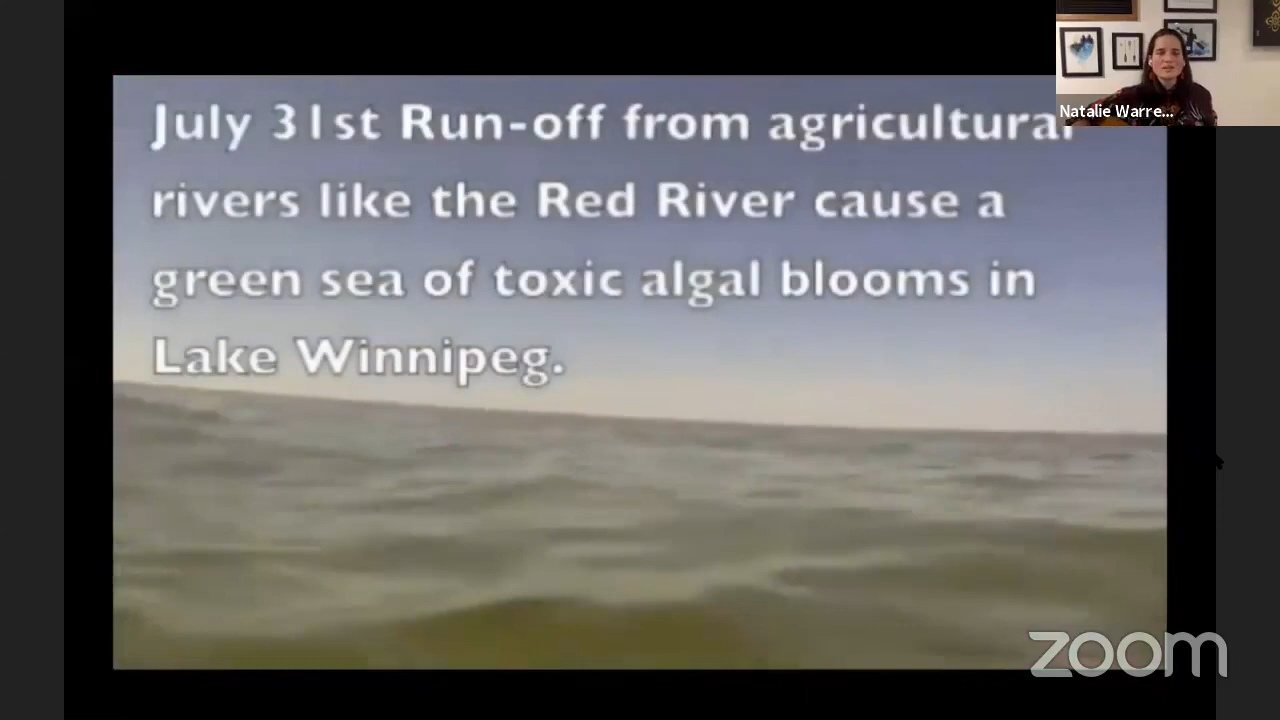 July 31st Run-off from agricultural
rivers like the Red River cause a
green sea of toxic algal blooms in
Lake Winnipeg.
Natalie Warre...
zoom